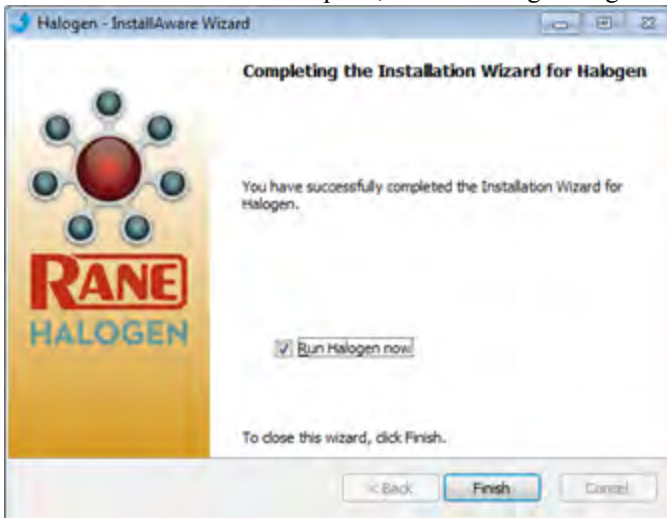 Halogen - InstallAware Wizard
Completing the Installation Wizard for Halogen
You have successfully completed the Installation Wizard for
Halogen.
RANE
HALOGEN
Run Halogen now
To close this wizard, click Finish.
< Back
Finish
Cancel